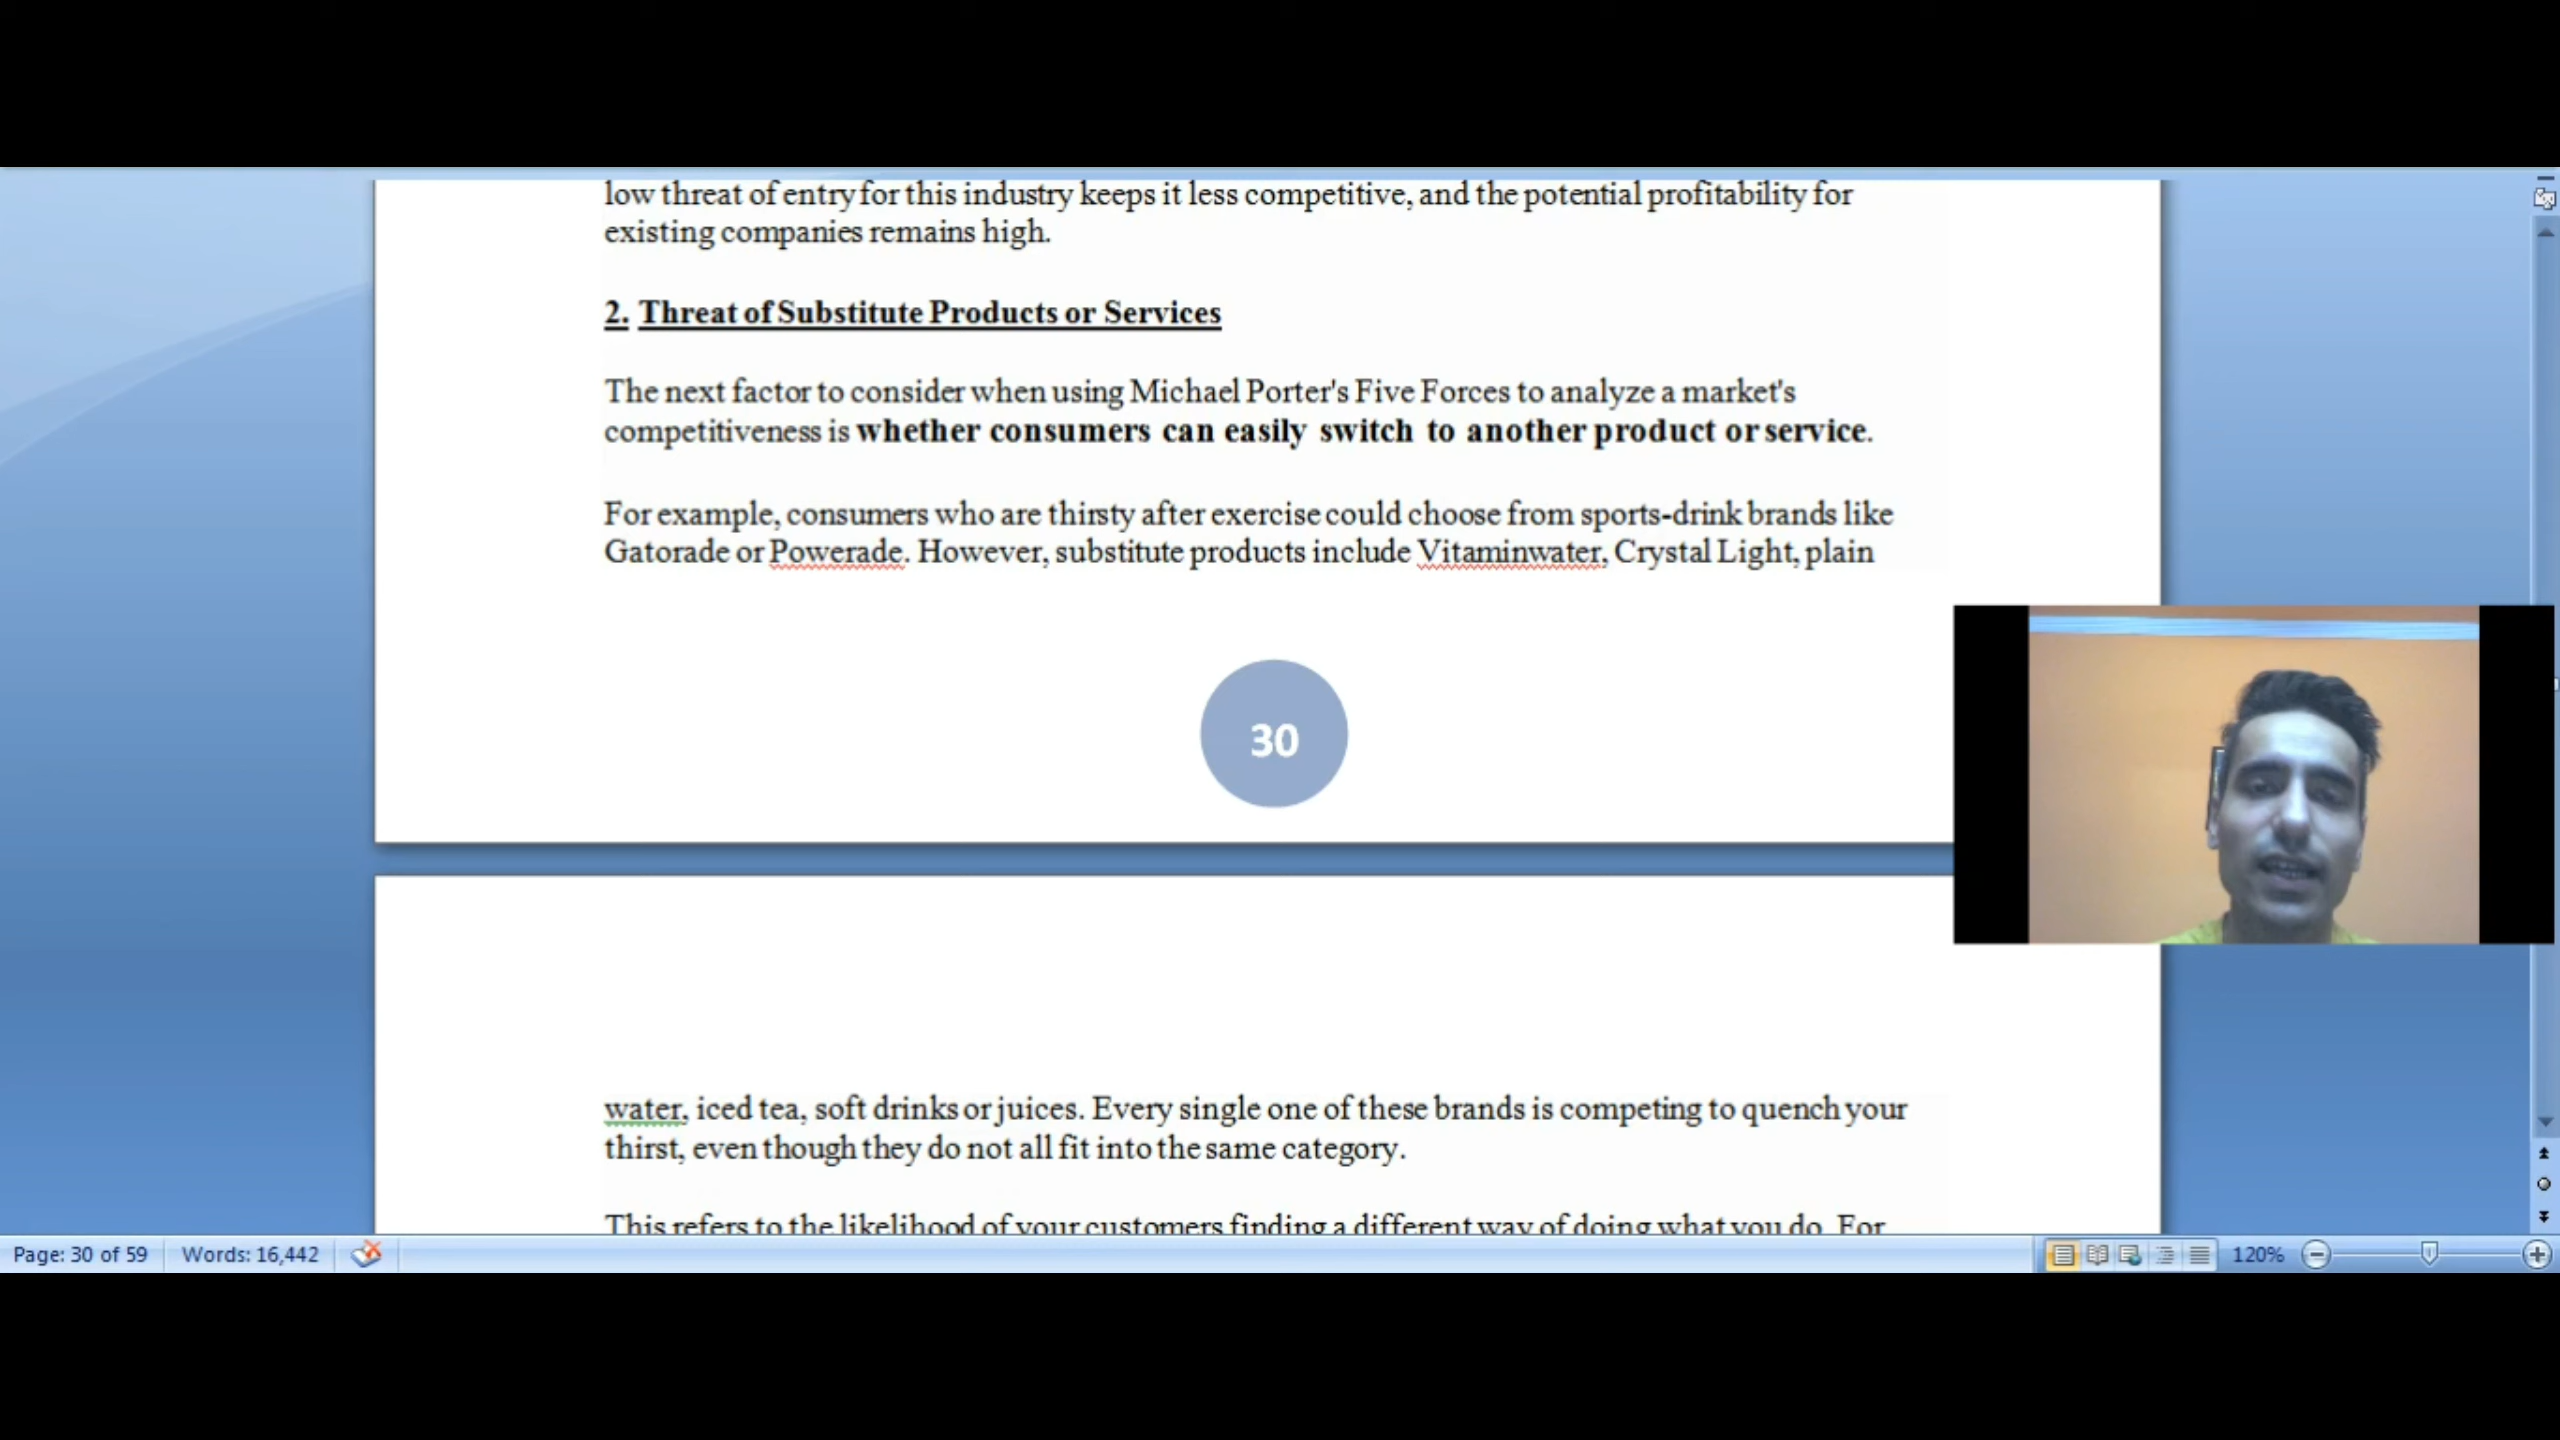 low threat of entry for this industry keeps it less competitive, and the potential profitability for
existing companies remains high.
2. Threat of Substitute Products or Services
The next factor to consider when using Michael Porter's Five Forces to analyze a market's
competitiveness is whether consumers can easily switch to another product or service.
For example, consumers who are thirsty after exercise could choose from sports-drink brands like
Gatorade or Powerade. However, substitute products include Vitaminwater, Crystal Light, plain
30
water, iced tea, soft drinks or juices. Every single one of these brands is competing to quench your
thirst, even though they do not all fit into the same category.
This refers to the likelihood of your customers finding a different way of doing what you do. For
Page: 30 of 59 Words: 16,442 120%